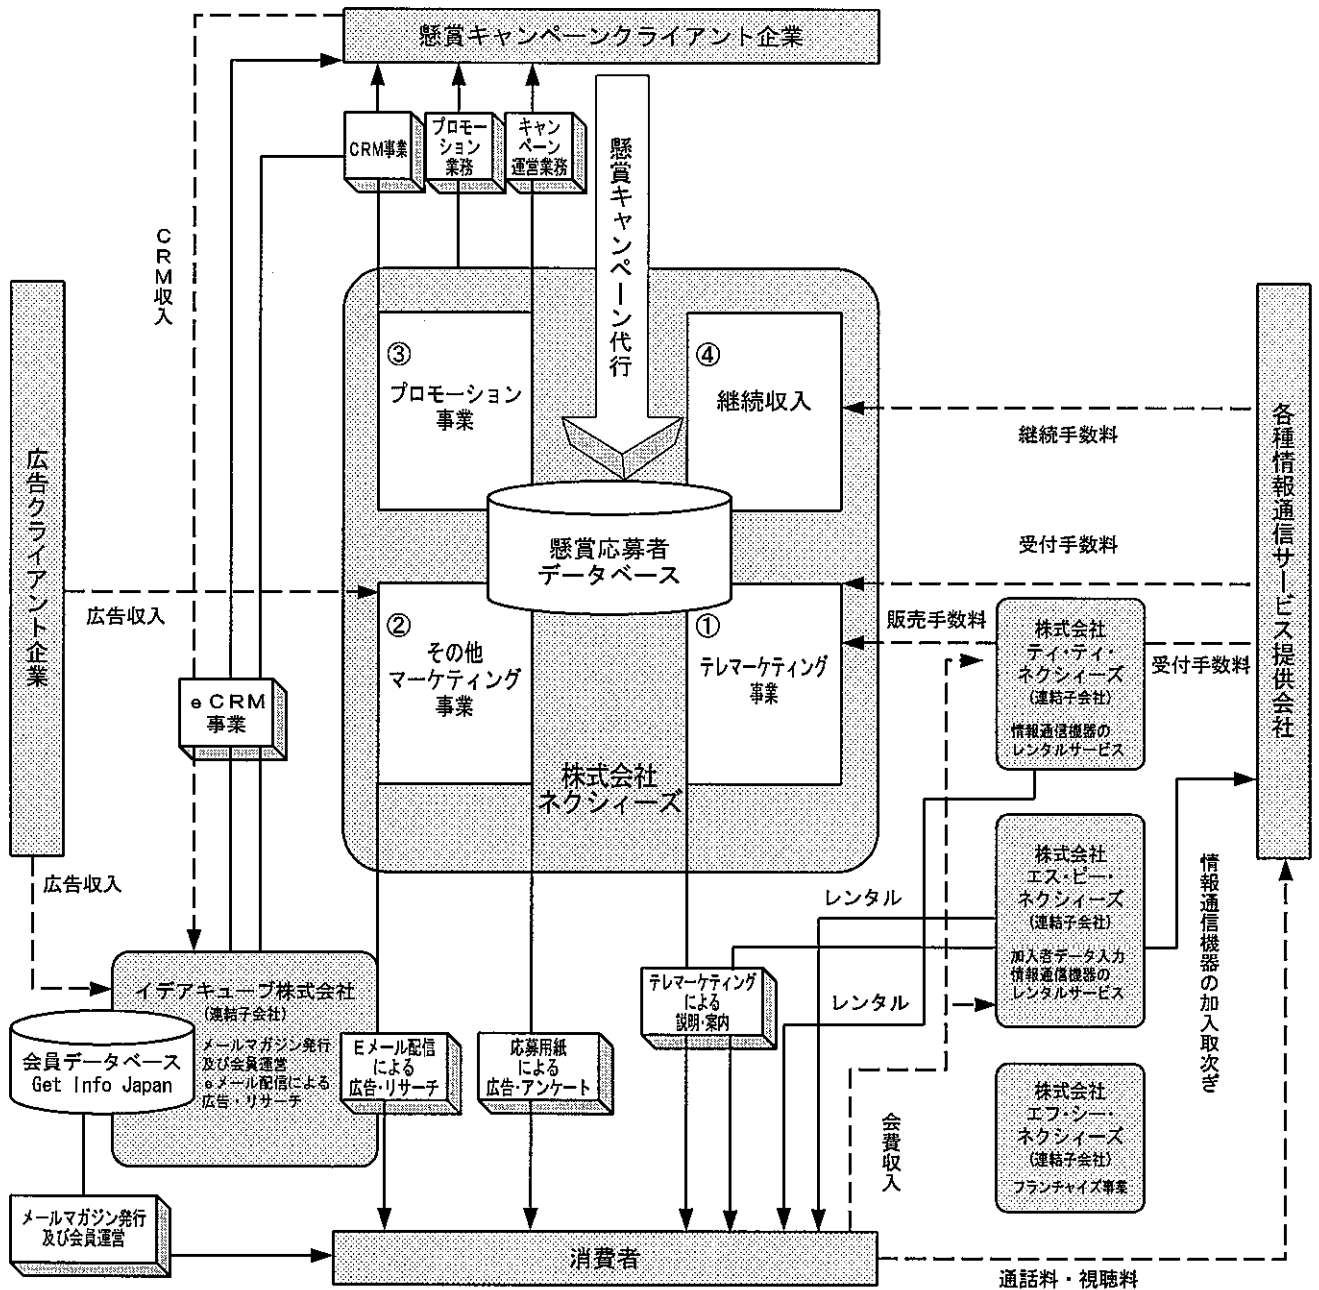 懸賞キャンペーンクライアント企業
CRM事業
プロモー
ション
業務
キャン
ペーン
運営業務
懸賞キャンペーン代行
CRM収入
③
プロモーション
事業
④
継続収入
継続手数料
各種情報通信サービス提供会社
広告クライアント企業
懸賞応募者
データベース
受付手数料
広告収入
②
その他
マーケティング
事業
①
テレマーケティング
事業
販売手数料
株式会社
ティ・ティ・
ネクシィーズ
(連結子会社)
情報通信機器の
レンタルサービス
受付手数料
eCRM
事業
株式会社
ネクシィーズ
広告収入
株式会社
エス・ピー・
ネクシィーズ
(連結子会社)
加入者データ入力
情報通信機器の
レンタルサービス
情報通信機器の加入取次ぎ
レンタル
レンタル
イデアキューブ株式会社
(連結子会社)
メールマガジン発行
及び会員運営
eメール配信による
広告・リサーチ
会員データベース
Get Info Japan
Eメール配信
による
広告・リサーチ
応募用紙
による
広告・アンケート
テレマーケティング
による
説明・案内
株式会社
エフ・シー・
ネクシィーズ
(連結子会社)
フランチャイズ事業
会費収入
メールマガジン発行
及び会員運営
消費者
通話料・視聴料